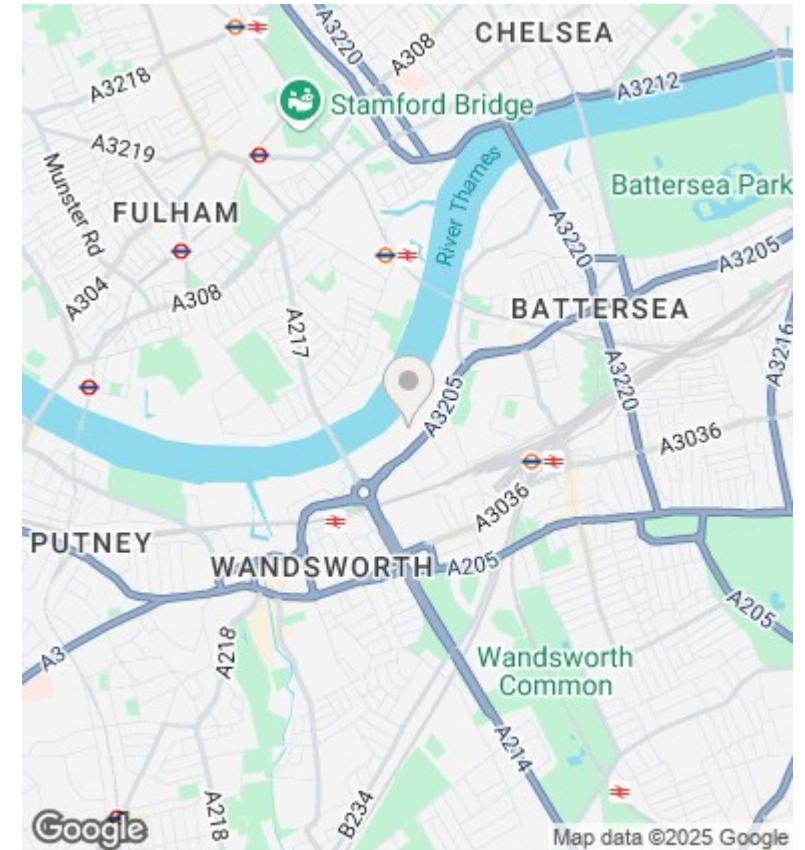 CHELSEA
A3220
A308
A3218
A3212
Stamford Bridge
A3219
Munster Rd
River Thames
Battersea Park
FULHAM
A3220
A3205
A304
A308
A217
BATTERSEA
A3216
A3205
A3220
A3036
A3036
PUTNEY
WANDSWORTH
A205
A205
A3
A218
Wandsworth
Common
A214
A218
B234
Google
Map data ©2025 Google